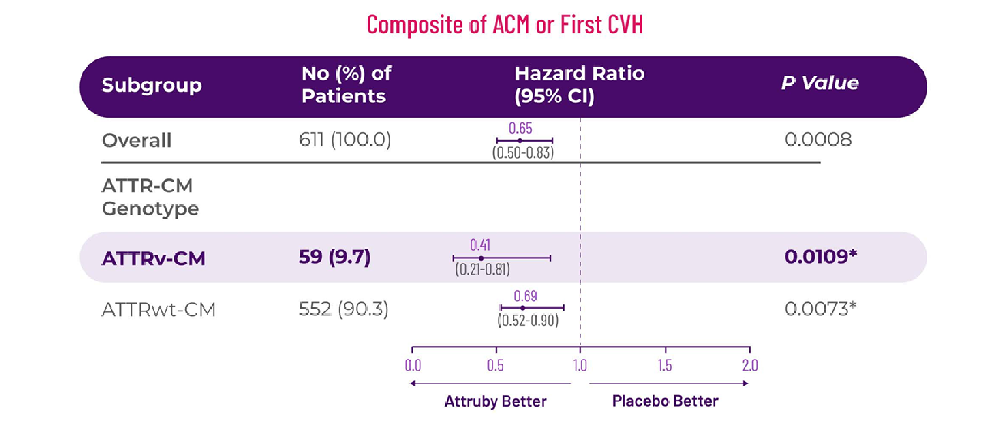 Composite of ACM or First CVH
Subgroup
No (%) of
Patients
Hazard Ratio
(95% CI)
P Value
Overall
611 (100.0)
0.65
(0.50-0.83)
0.0008
ATTR-CM
Genotype
ATTRv-CM
59 (9.7)
0.41
(0.21-0.81)
0.0109*
ATTRwt-CM
552 (90.3)
0.69
(0.52-0.90)
0.0073*
0.0 0.5 1.0 1.5 2.0
Attruby Better
Placebo Better